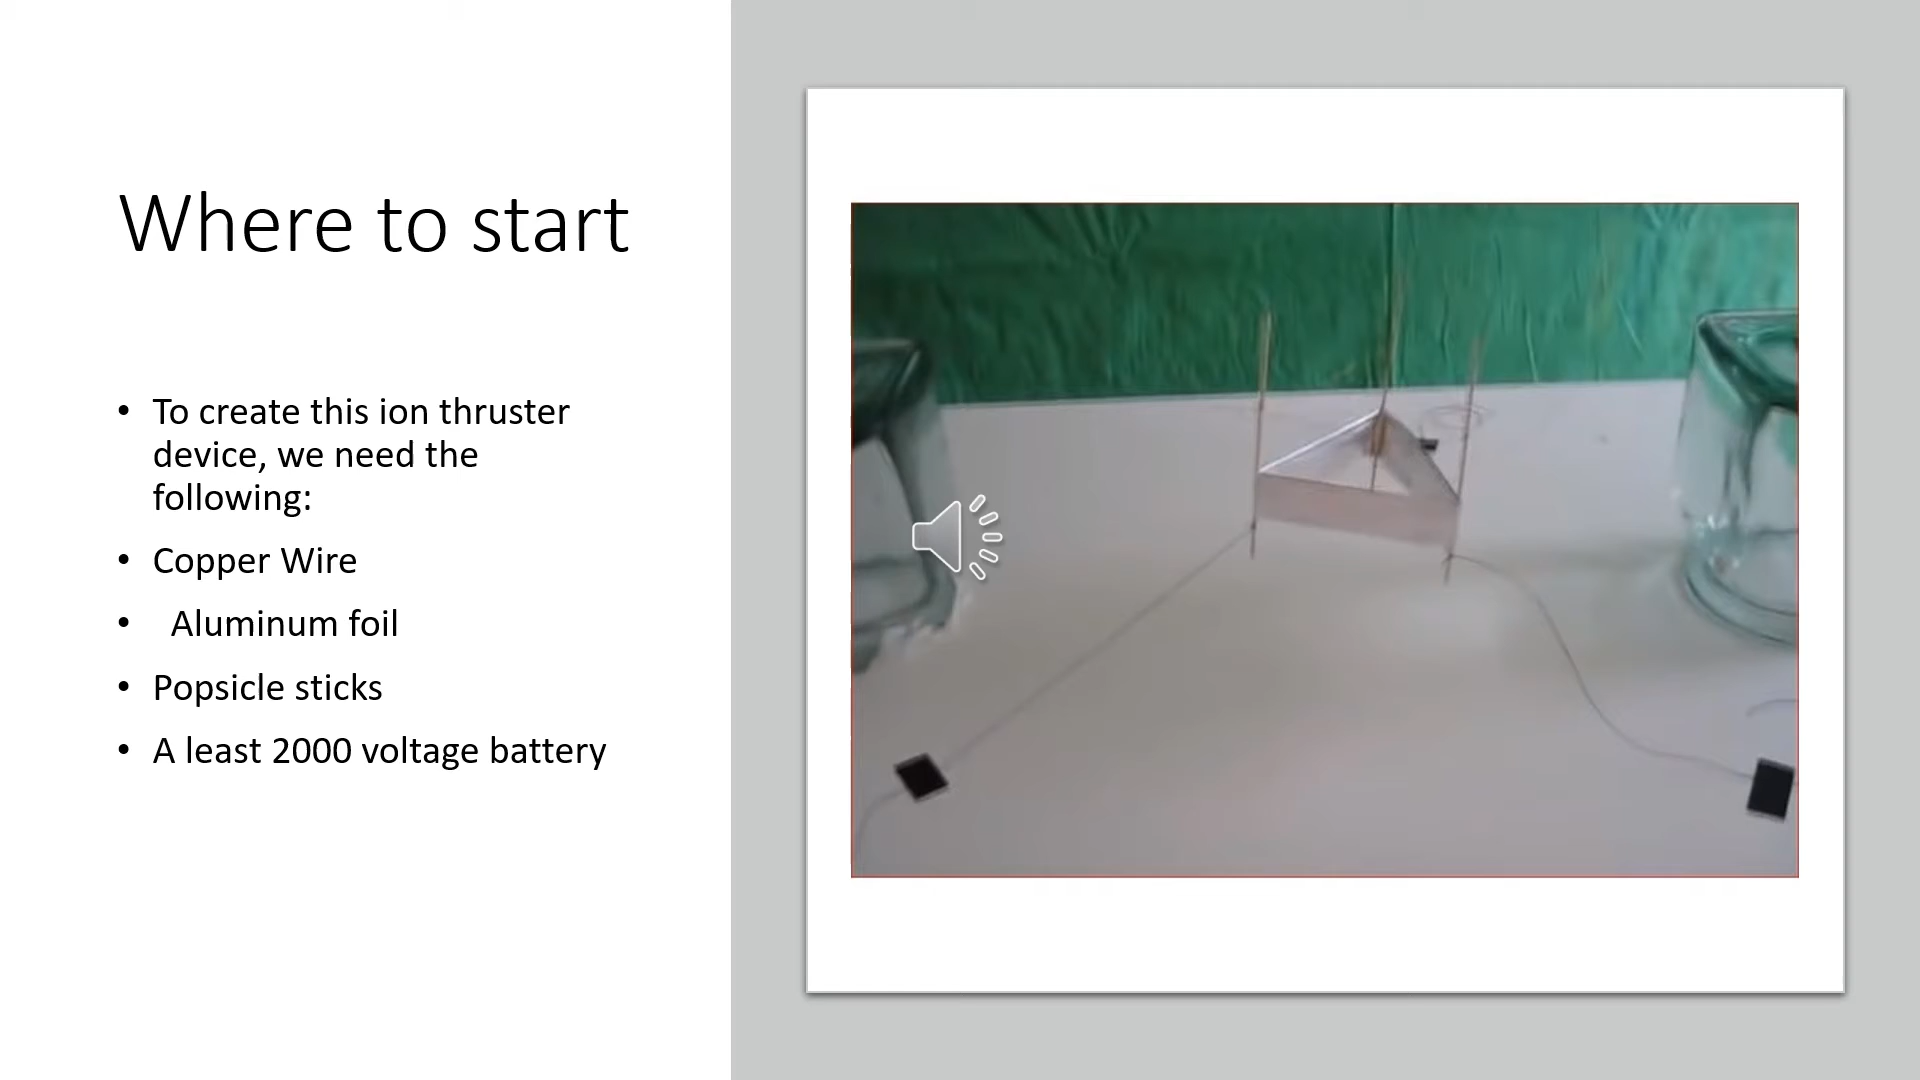 Where to start
• To create this ion thruster
device, we need the
following:
• Copper Wire
• Aluminum foil
• Popsicle sticks
• A least 2000 voltage battery